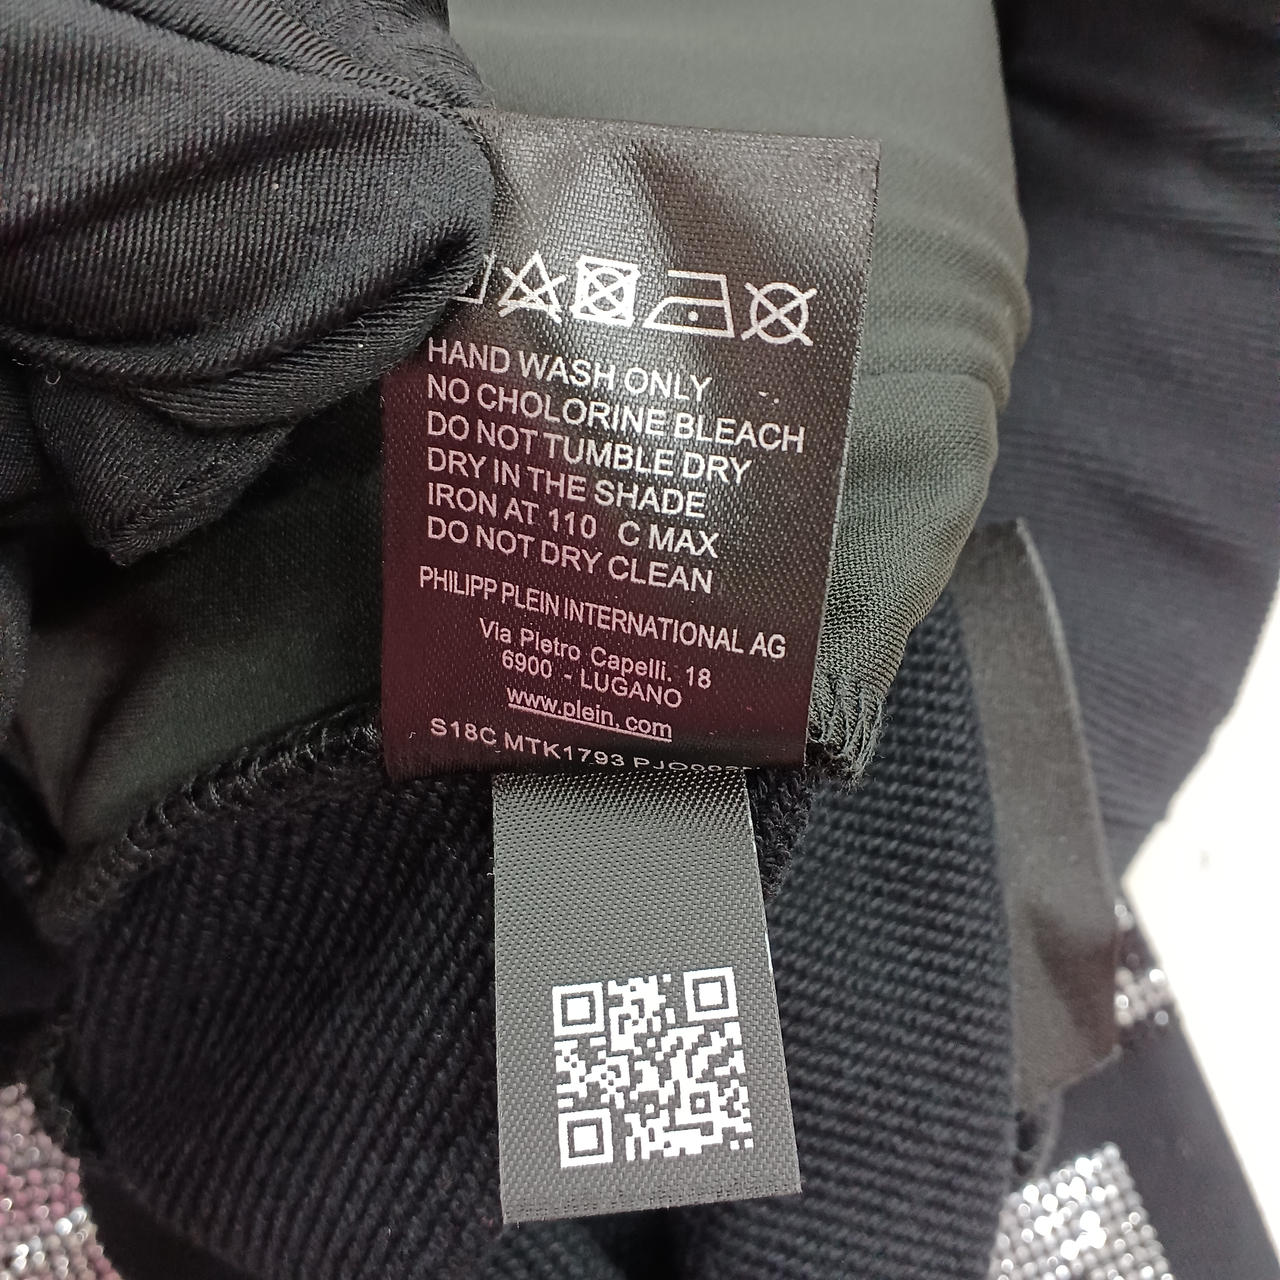 HAND WASH ONLY
NO CHOLORINE BLEACH
DO NOT TUMBLE DRY
DRY IN THE SHADE
IRON AT 110 C MAX
DO NOT DRY CLEAN
PHILIPP PLEIN INTERNATIONAL AG
Via Pletro Capelli. 18
6900 - LUGANO
www.plein.com
S18C MTK1793